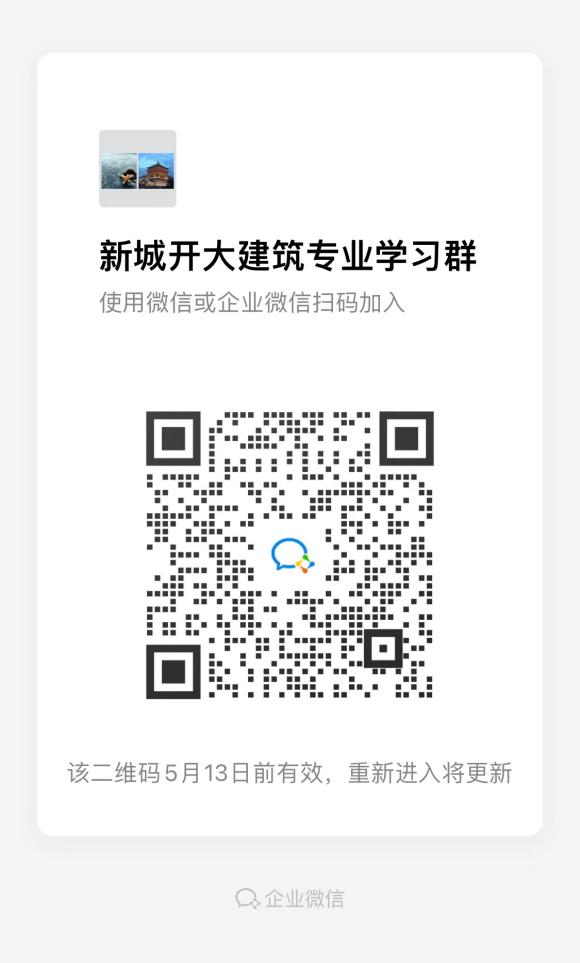 新城开大建筑专业学习群
使用微信或企业微信扫码加入
该二维码5月13日前有效，重新进入将更新
企业微信